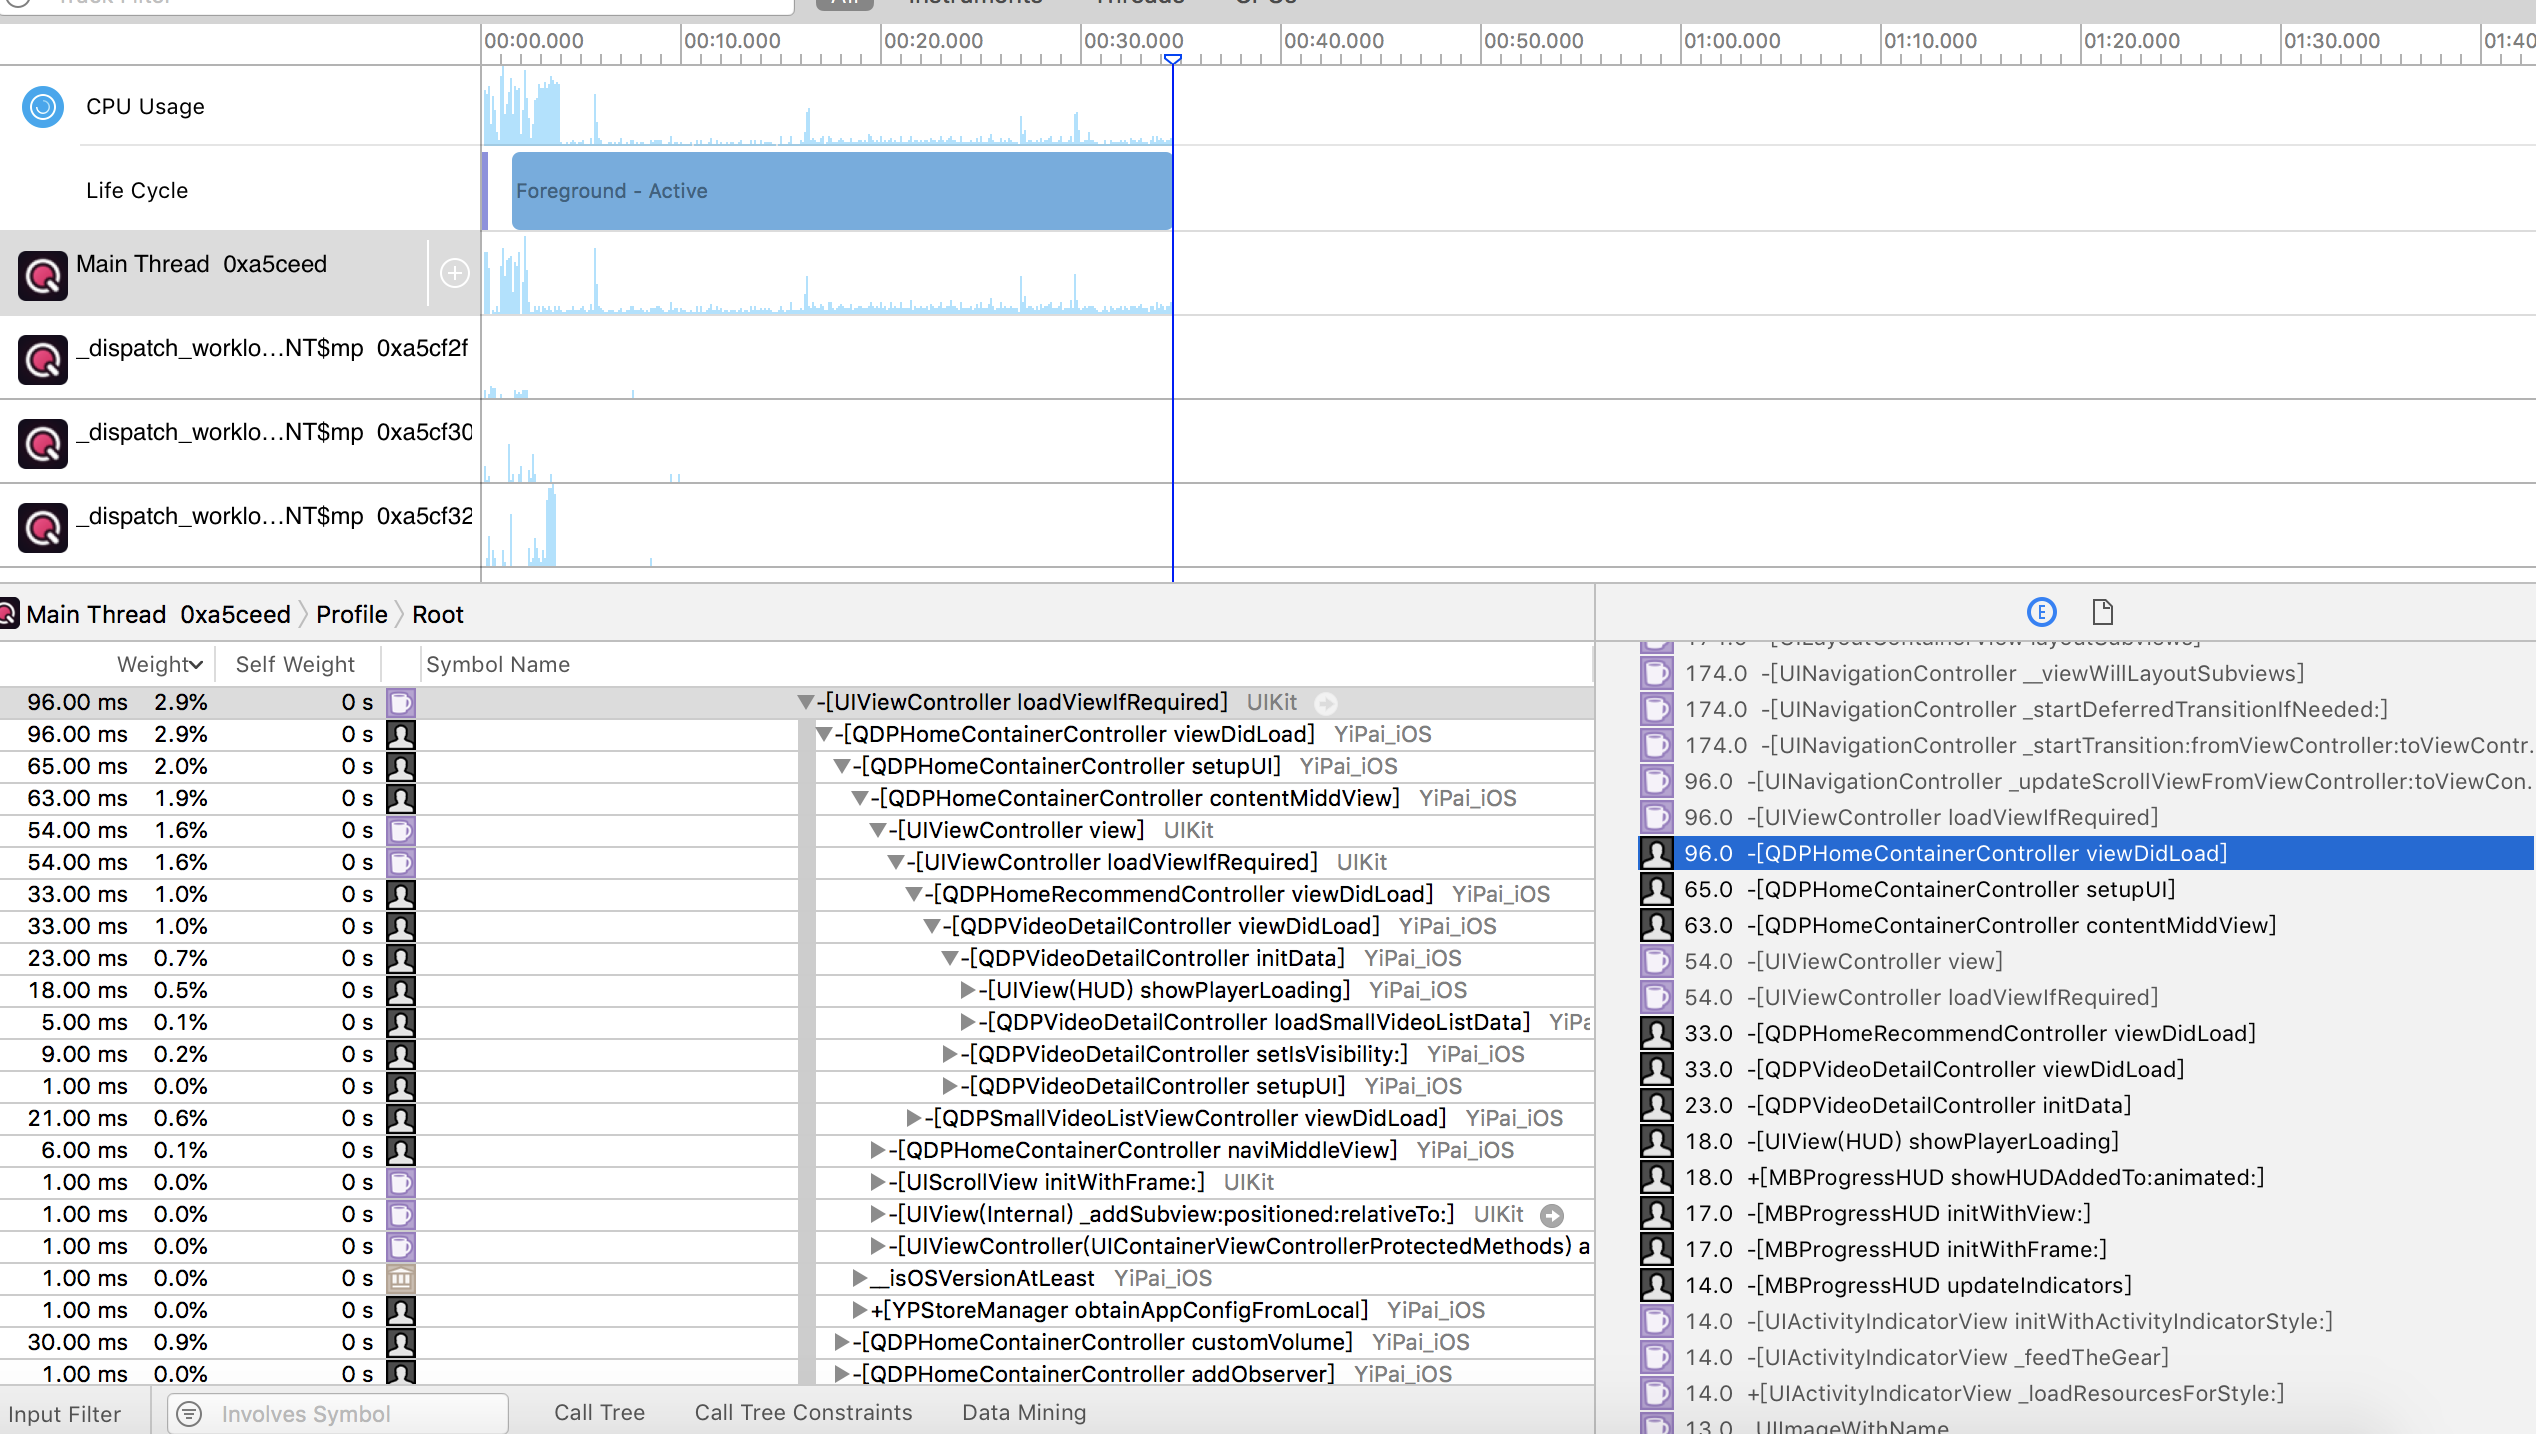 Track Filter All Instruments Threads CPUs
00:00.000 00:10.000 00:20.000 00:30.000 00:40.000 00:50.000 01:00.000 01:10.000 01:20.000 01:30.000 01:40
CPU Usage
Life Cycle
Foreground - Active
Main Thread 0xa5ceed
_dispatch_worklo...NT$mp 0xa5cf2f
_dispatch_worklo...NT$mp 0xa5cf30
_dispatch_worklo...NT$mp 0xa5cf32
Main Thread 0xa5ceed Profile Root
Weight Self Weight Symbol Name
96.00 ms 2.9% 0 s -[UIViewController loadViewIfRequired] UIKit
96.00 ms 2.9% 0 s -[QDPHomeContainerController viewDidLoad] YiPai_iOS
65.00 ms 2.0% 0 s -[QDPHomeContainerController setupUI] YiPai_iOS
63.00 ms 1.9% 0 s -[QDPHomeContainerController contentMiddView] YiPai_iOS
54.00 ms 1.6% 0 s -[UIViewController view] UIKit
54.00 ms 1.6% 0 s -[UIViewController loadViewIfRequired] UIKit
33.00 ms 1.0% 0 s -[QDPHomeRecommendController viewDidLoad] YiPai_iOS
33.00 ms 1.0% 0 s -[QDPVideoDetailController viewDidLoad] YiPai_iOS
23.00 ms 0.7% 0 s -[QDPVideoDetailController initData] YiPai_iOS
18.00 ms 0.5% 0 s -[UIView(HUD) showPlayerLoading] YiPai_iOS
5.00 ms 0.1% 0 s -[QDPVideoDetailController loadSmallVideoListData] YiPa
9.00 ms 0.2% 0 s -[QDPVideoDetailController setIsVisibility:] YiPai_iOS
1.00 ms 0.0% 0 s -[QDPVideoDetailController setupUI] YiPai_iOS
21.00 ms 0.6% 0 s -[QDPSmallVideoListViewController viewDidLoad] YiPai_iOS
6.00 ms 0.1% 0 s -[QDPHomeContainerController naviMiddleView] YiPai_iOS
1.00 ms 0.0% 0 s -[UIScrollView initWithFrame:] UIKit
1.00 ms 0.0% 0 s -[UIView(Internal) _addSubview:positioned:relativeTo:] UIKit
1.00 ms 0.0% 0 s -[UIViewController(UIContainerViewControllerProtectedMethods) a
1.00 ms 0.0% 0 s __isOSVersionAtLeast YiPai_iOS
1.00 ms 0.0% 0 s +[YPStoreManager obtainAppConfigFromLocal] YiPai_iOS
30.00 ms 0.9% 0 s -[QDPHomeContainerController customVolume] YiPai_iOS
1.00 ms 0.0% 0 s -[QDPHomeContainerController addObserver] YiPai_iOS
Input Filter Involves Symbol Call Tree Call Tree Constraints Data Mining
E
174.0 -[UILayoutContainerView layoutSubviews]
174.0 -[UINavigationController __viewWillLayoutSubviews]
174.0 -[UINavigationController _startDeferredTransitionIfNeeded:]
174.0 -[UINavigationController _startTransition:fromViewController:toViewContr...
96.0 -[UINavigationController _updateScrollViewFromViewController:toViewCon...
96.0 -[UIViewController loadViewIfRequired]
96.0 -[QDPHomeContainerController viewDidLoad]
65.0 -[QDPHomeContainerController setupUI]
63.0 -[QDPHomeContainerController contentMiddView]
54.0 -[UIViewController view]
54.0 -[UIViewController loadViewIfRequired]
33.0 -[QDPHomeRecommendController viewDidLoad]
33.0 -[QDPVideoDetailController viewDidLoad]
23.0 -[QDPVideoDetailController initData]
18.0 -[UIView(HUD) showPlayerLoading]
18.0 +[MBProgressHUD showHUDAddedTo:animated:]
17.0 -[MBProgressHUD initWithView:]
17.0 -[MBProgressHUD initWithFrame:]
14.0 -[MBProgressHUD updateIndicators]
14.0 -[UIActivityIndicatorView initWithActivityIndicatorStyle:]
14.0 -[UIActivityIndicatorView _feedTheGear]
14.0 +[UIActivityIndicatorView _loadResourcesForStyle:]
13.0 _UIImageWithName